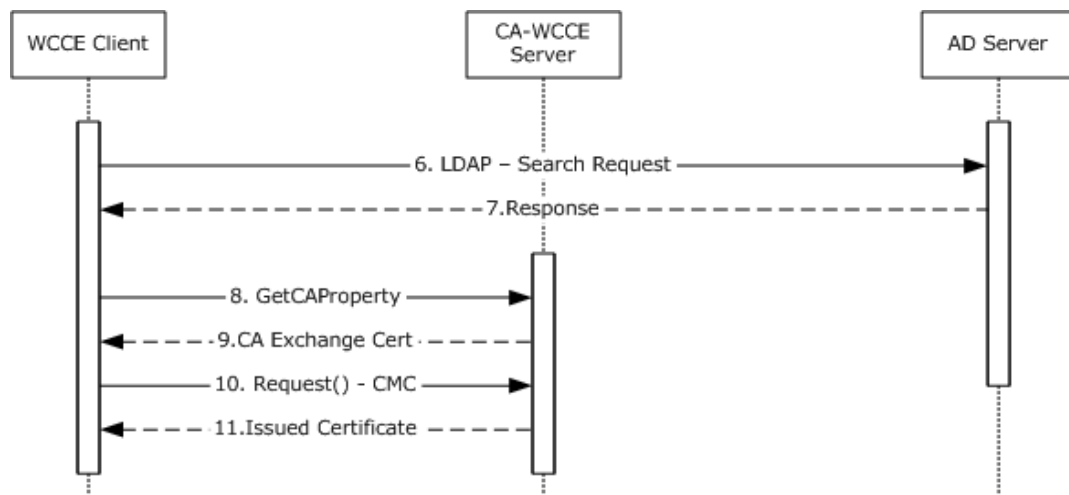 WCCE Client
CA-WCCE
Server
AD Server
6. LDAP – Search Request
7.Response
8. GetCAProperty
9.CA Exchange Cert
10. Request() - CMC
11.Issued Certificate